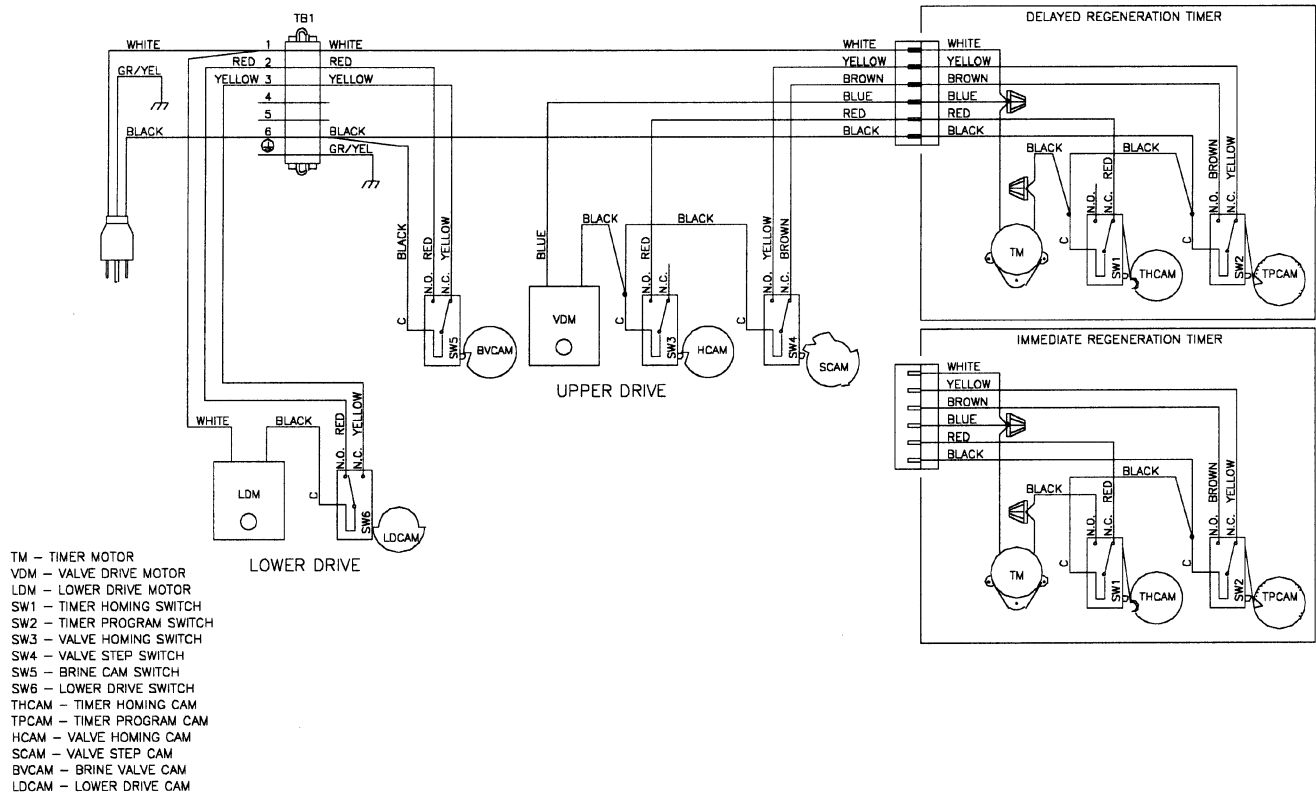 DELAYED REGENERATION TIMER
TB1
WHITE 1 WHITE WHITE WHITE
RED 2 RED YELLOW YELLOW
YELLOW 3 YELLOW BROWN BROWN
GR/YEL
4 BLUE BLUE
5 RED RED
BLACK 6 BLACK BLACK BLACK
GR/YEL
BLACK BLACK
BROWN
YELLOW
N.O.
N.C. RED
N.O.
N.C.
C
C
TM
SW1
THCAM
SW2
TPCAM
BLACK
RED
YELLOW
N.O.
N.C.
C
SW5
BVCAM
BLUE
BLACK
BLACK
RED
N.O.
N.C.
C
VDM
SW3
HCAM
YELLOW
BROWN
N.O.
N.C.
C
SW4
SCAM
UPPER DRIVE
IMMEDIATE REGENERATION TIMER
WHITE
YELLOW
BROWN
BLUE
RED
BLACK
BLACK
BLACK
BROWN
YELLOW
N.O.
N.C. RED
N.O.
N.C.
C
C
TM
SW1
THCAM
SW2
TPCAM
WHITE
BLACK
RED
YELLOW
N.O.
N.C.
C
LDM
SW6
LDCAM
LOWER DRIVE
TM – TIMER MOTOR
VDM – VALVE DRIVE MOTOR
LDM – LOWER DRIVE MOTOR
SW1 – TIMER HOMING SWITCH
SW2 – TIMER PROGRAM SWITCH
SW3 – VALVE HOMING SWITCH
SW4 – VALVE STEP SWITCH
SW5 – BRINE CAM SWITCH
SW6 – LOWER DRIVE SWITCH
THCAM – TIMER HOMING CAM
TPCAM – TIMER PROGRAM CAM
HCAM – VALVE HOMING CAM
SCAM – VALVE STEP CAM
BVCAM – BRINE VALVE CAM
LDCAM – LOWER DRIVE CAM